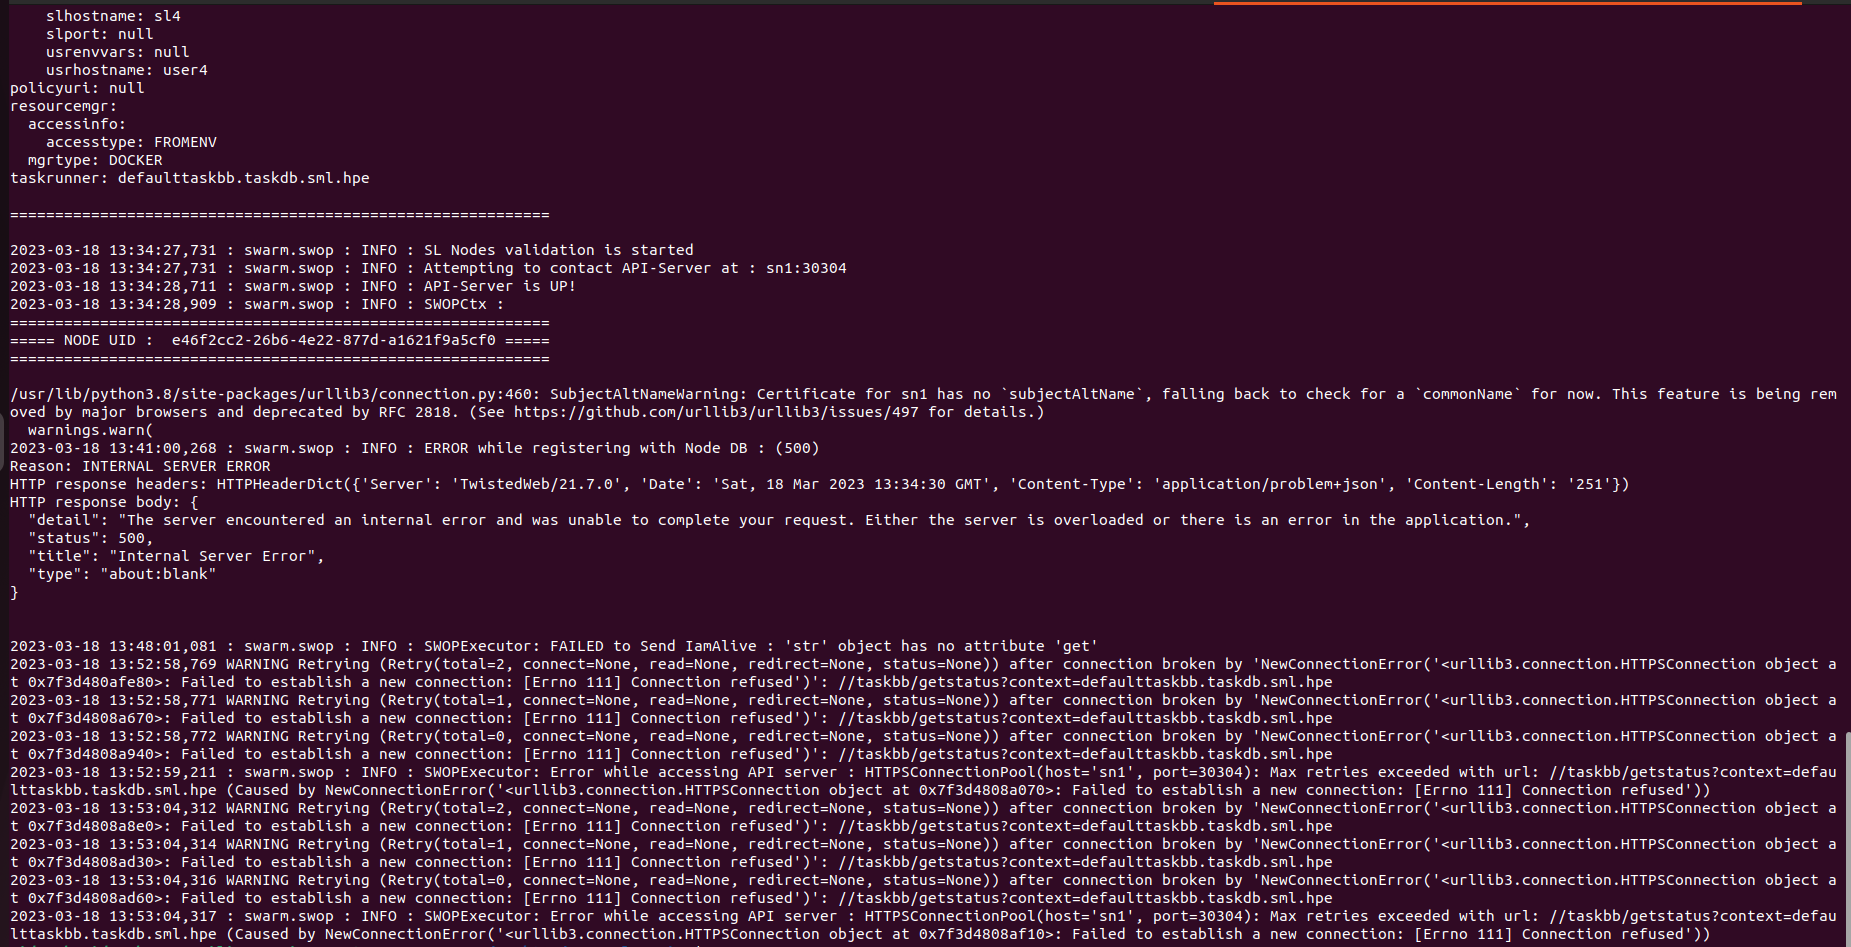 slhostname: sl4
    slport: null
    usrenvvars: null
    usrhostname: user4
policyuri: null
resourcemgr:
  accessinfo:
    accesstype: FROMENV
  mgrtype: DOCKER
taskrunner: defaulttaskbb.taskdb.sml.hpe
============================================================
2023-03-18 13:34:27,731 : swarm.swop : INFO : SL Nodes validation is started
2023-03-18 13:34:27,731 : swarm.swop : INFO : Attempting to contact API-Server at : sn1:30304
2023-03-18 13:34:28,711 : swarm.swop : INFO : API-Server is UP!
2023-03-18 13:34:28,909 : swarm.swop : INFO : SWOPCtx :
============================================================
===== NODE UID :  e46f2cc2-26b6-4e22-877d-a1621f9a5cf0 =====
============================================================
/usr/lib/python3.8/site-packages/urllib3/connection.py:460: SubjectAltNameWarning: Certificate for sn1 has no `subjectAltName`, falling back to check for a `commonName` for now. This feature is being rem
oved by major browsers and deprecated by RFC 2818. (See https://github.com/urllib3/urllib3/issues/497 for details.)
  warnings.warn(
2023-03-18 13:41:00,268 : swarm.swop : INFO : ERROR while registering with Node DB : (500)
Reason: INTERNAL SERVER ERROR
HTTP response headers: HTTPHeaderDict({'Server': 'TwistedWeb/21.7.0', 'Date': 'Sat, 18 Mar 2023 13:34:30 GMT', 'Content-Type': 'application/problem+json', 'Content-Length': '251'})
HTTP response body: {
  "detail": "The server encountered an internal error and was unable to complete your request. Either the server is overloaded or there is an error in the application.",
  "status": 500,
  "title": "Internal Server Error",
  "type": "about:blank"
}
2023-03-18 13:48:01,081 : swarm.swop : INFO : SWOPExecutor: FAILED to Send IamAlive : 'str' object has no attribute 'get'
2023-03-18 13:52:58,769 WARNING Retrying (Retry(total=2, connect=None, read=None, redirect=None, status=None)) after connection broken by 'NewConnectionError('<urllib3.connection.HTTPSConnection object a
t 0x7f3d480afe80>: Failed to establish a new connection: [Errno 111] Connection refused')': //taskbb/getstatus?context=defaulttaskbb.taskdb.sml.hpe
2023-03-18 13:52:58,771 WARNING Retrying (Retry(total=1, connect=None, read=None, redirect=None, status=None)) after connection broken by 'NewConnectionError('<urllib3.connection.HTTPSConnection object a
t 0x7f3d4808a670>: Failed to establish a new connection: [Errno 111] Connection refused')': //taskbb/getstatus?context=defaulttaskbb.taskdb.sml.hpe
2023-03-18 13:52:58,772 WARNING Retrying (Retry(total=0, connect=None, read=None, redirect=None, status=None)) after connection broken by 'NewConnectionError('<urllib3.connection.HTTPSConnection object a
t 0x7f3d4808a940>: Failed to establish a new connection: [Errno 111] Connection refused')': //taskbb/getstatus?context=defaulttaskbb.taskdb.sml.hpe
2023-03-18 13:52:59,211 : swarm.swop : INFO : SWOPExecutor: Error while accessing API server : HTTPSConnectionPool(host='sn1', port=30304): Max retries exceeded with url: //taskbb/getstatus?context=defau
lttaskbb.taskdb.sml.hpe (Caused by NewConnectionError('<urllib3.connection.HTTPSConnection object at 0x7f3d4808a070>: Failed to establish a new connection: [Errno 111] Connection refused'))
2023-03-18 13:53:04,312 WARNING Retrying (Retry(total=2, connect=None, read=None, redirect=None, status=None)) after connection broken by 'NewConnectionError('<urllib3.connection.HTTPSConnection object a
t 0x7f3d4808a8e0>: Failed to establish a new connection: [Errno 111] Connection refused')': //taskbb/getstatus?context=defaulttaskbb.taskdb.sml.hpe
2023-03-18 13:53:04,314 WARNING Retrying (Retry(total=1, connect=None, read=None, redirect=None, status=None)) after connection broken by 'NewConnectionError('<urllib3.connection.HTTPSConnection object a
t 0x7f3d4808ad30>: Failed to establish a new connection: [Errno 111] Connection refused')': //taskbb/getstatus?context=defaulttaskbb.taskdb.sml.hpe
2023-03-18 13:53:04,316 WARNING Retrying (Retry(total=0, connect=None, read=None, redirect=None, status=None)) after connection broken by 'NewConnectionError('<urllib3.connection.HTTPSConnection object a
t 0x7f3d4808ad60>: Failed to establish a new connection: [Errno 111] Connection refused')': //taskbb/getstatus?context=defaulttaskbb.taskdb.sml.hpe
2023-03-18 13:53:04,317 : swarm.swop : INFO : SWOPExecutor: Error while accessing API server : HTTPSConnectionPool(host='sn1', port=30304): Max retries exceeded with url: //taskbb/getstatus?context=defau
lttaskbb.taskdb.sml.hpe (Caused by NewConnectionError('<urllib3.connection.HTTPSConnection object at 0x7f3d4808af10>: Failed to establish a new connection: [Errno 111] Connection refused'))